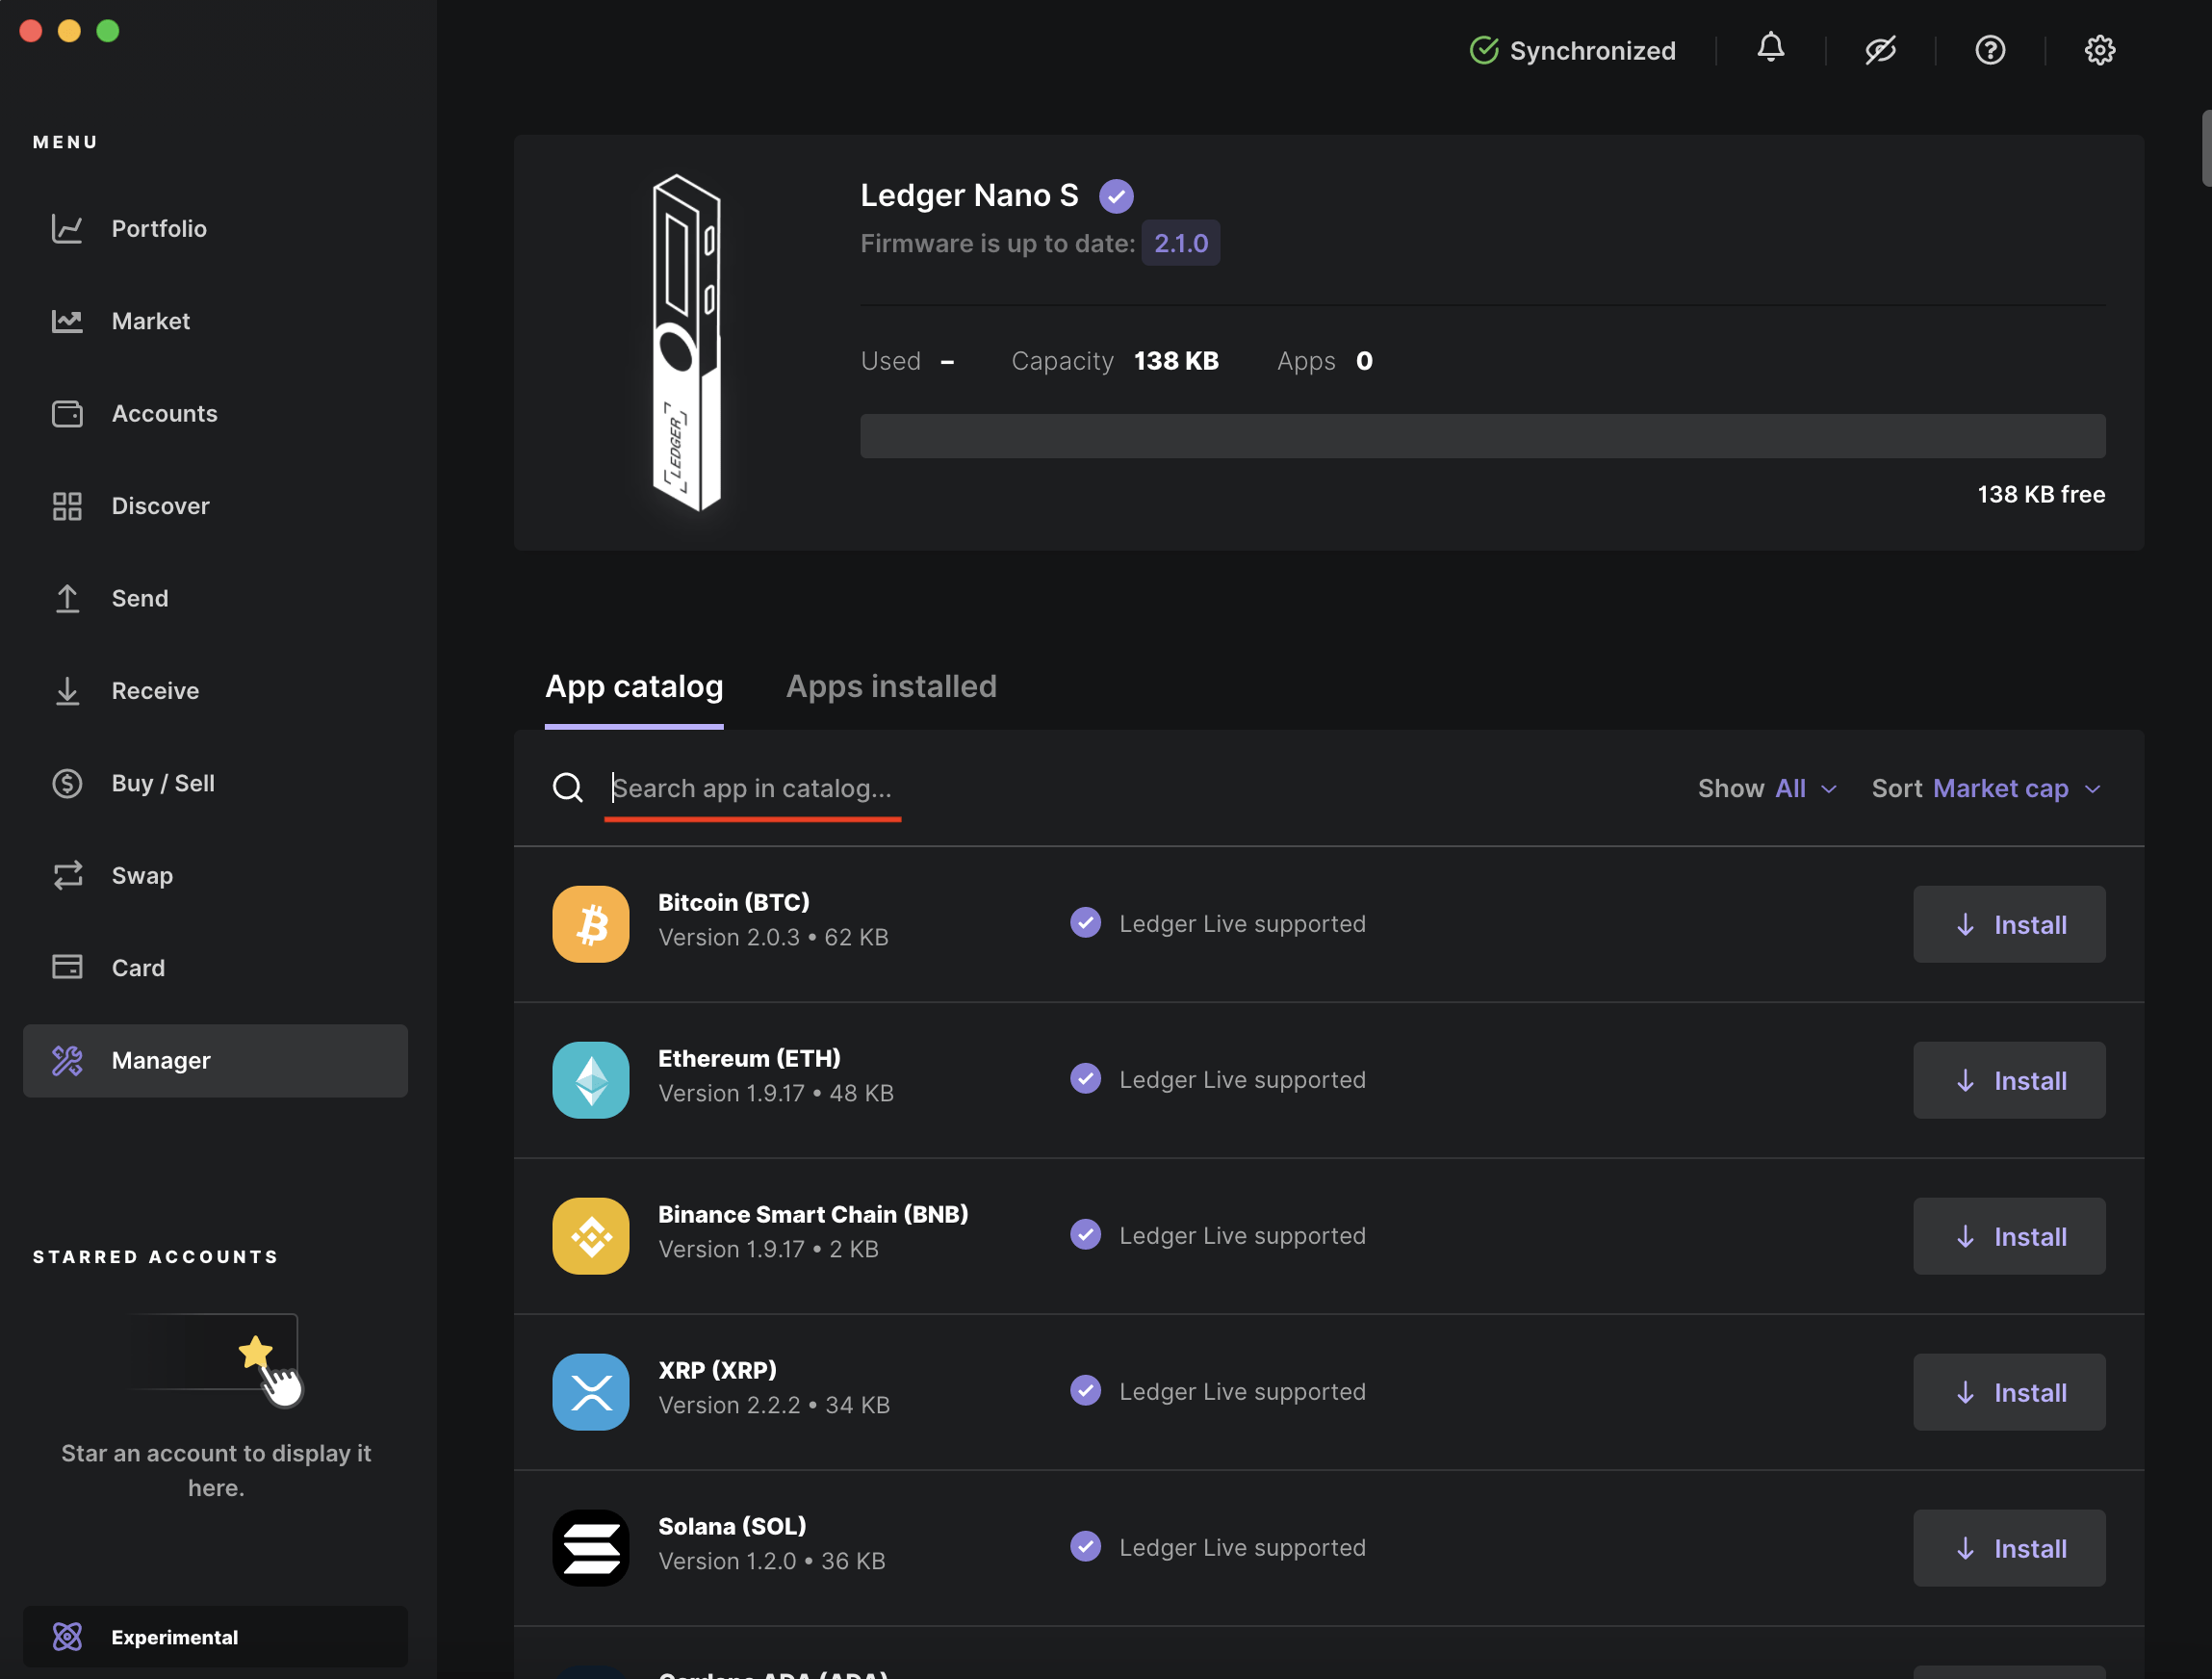 Synchronized
MENU
Portfolio
Market
Accounts
Discover
Send
Receive
Buy / Sell
Swap
Card
Manager
STARRED ACCOUNTS
Star an account to display it
here.
Experimental
LEDGER
Ledger Nano S
Firmware is up to date: 2.1.0
Used – Capacity 138 KB Apps 0
138 KB free
App catalog Apps installed
Search app in catalog... Show All Sort Market cap
Bitcoin (BTC)
Version 2.0.3 • 62 KB
Ledger Live supported
Install
Ethereum (ETH)
Version 1.9.17 • 48 KB
Ledger Live supported
Install
Binance Smart Chain (BNB)
Version 1.9.17 • 2 KB
Ledger Live supported
Install
XRP (XRP)
Version 2.2.2 • 34 KB
Ledger Live supported
Install
Solana (SOL)
Version 1.2.0 • 36 KB
Ledger Live supported
Install
Cardano ADA (ADA)